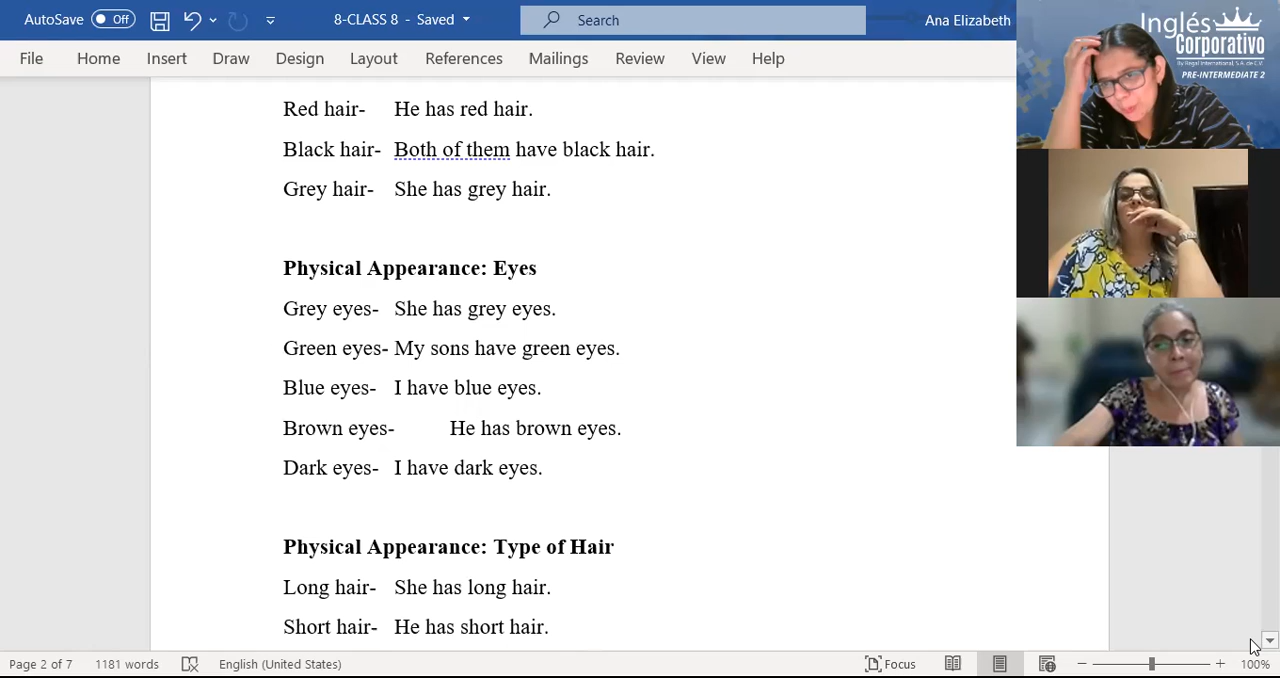 AutoSave Off 8-CLASS 8 - Saved Search Ana Elizabeth
File Home Insert Draw Design Layout References Mailings Review View Help
Inglés
Corporativo
By Regal International, S.A. de C.V.
PRE-INTERMEDIATE 2
Red hair- He has red hair.
Black hair- Both of them have black hair.
Grey hair- She has grey hair.
Physical Appearance: Eyes
Grey eyes- She has grey eyes.
Green eyes- My sons have green eyes.
Blue eyes- I have blue eyes.
Brown eyes- He has brown eyes.
Dark eyes- I have dark eyes.
Physical Appearance: Type of Hair
Long hair- She has long hair.
Short hair- He has short hair.
Page 2 of 7 1181 words English (United States) Focus 100%